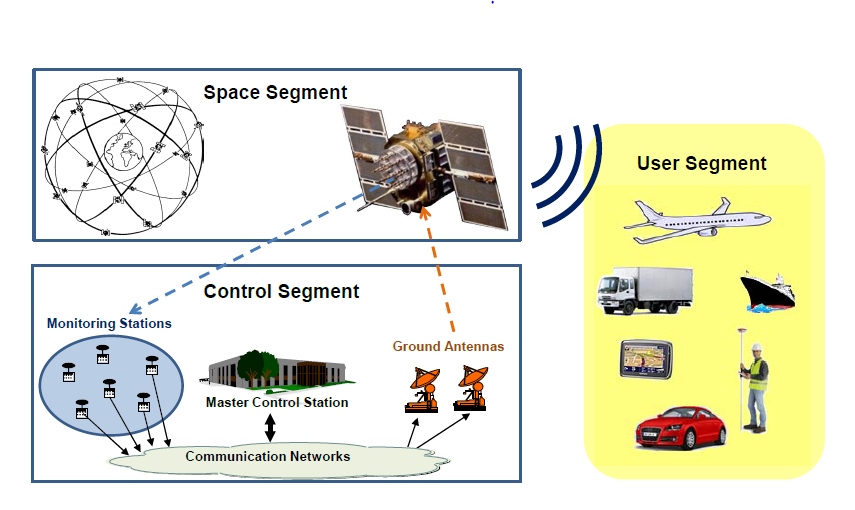 Space Segment
User Segment
Control Segment
Monitoring Stations
Ground Antennas
Master Control Station
Communication Networks